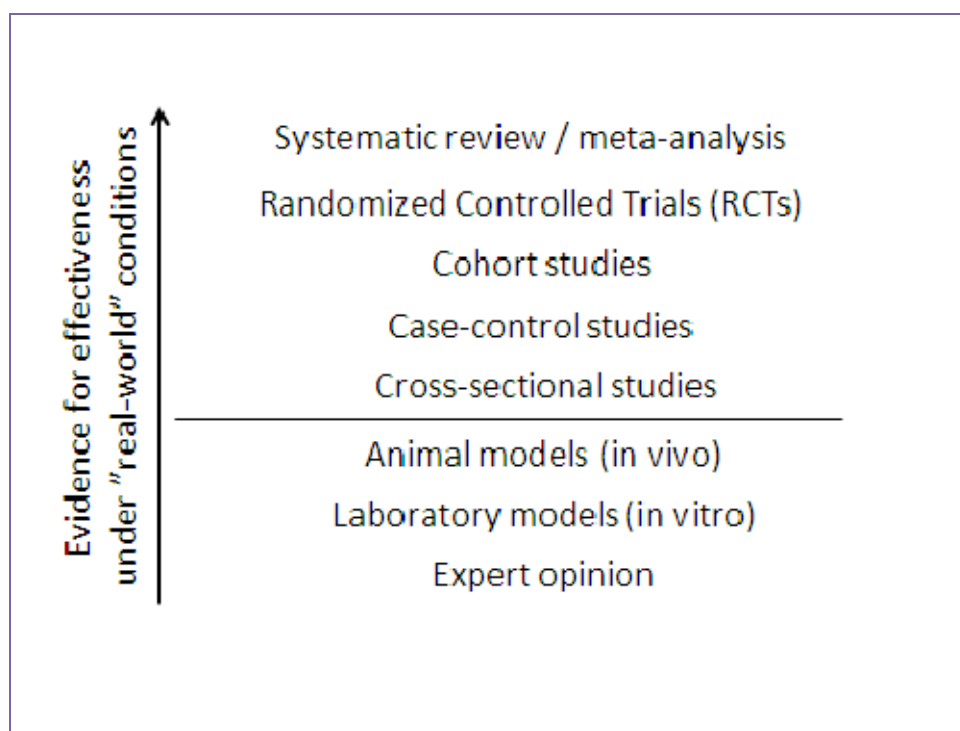 Evidence for effectiveness
under "real-world" conditions
Systematic review / meta-analysis
Randomized Controlled Trials (RCTs)
Cohort studies
Case-control studies
Cross-sectional studies
Animal models (in vivo)
Laboratory models (in vitro)
Expert opinion